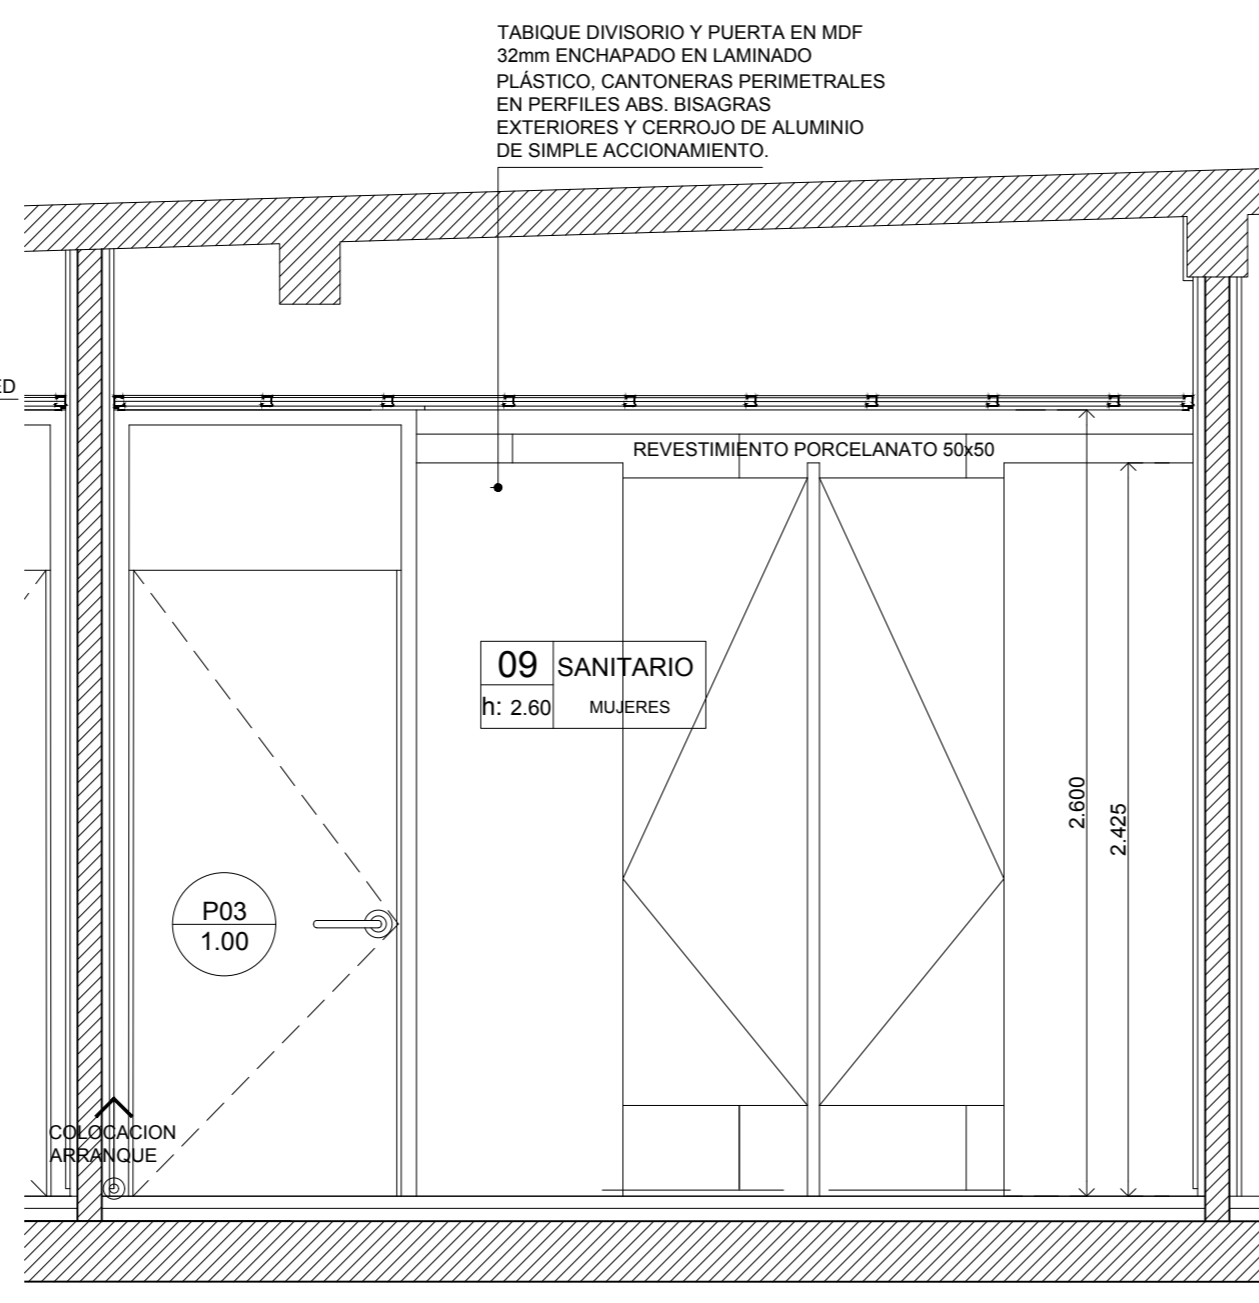 TABIQUE DIVISORIO Y PUERTA EN MDF
32mm ENCHAPADO EN LAMINADO
PLÁSTICO, CANTONERAS PERIMETRALES
EN PERFILES ABS. BISAGRAS
EXTERIORES Y CERROJO DE ALUMINIO
DE SIMPLE ACCIONAMIENTO.
ED
REVESTIMIENTO PORCELANATO 50x50
09 SANITARIO
h: 2.60 MUJERES
2.600
2.425
P03
1.00
COLOCACION
ARRANQUE